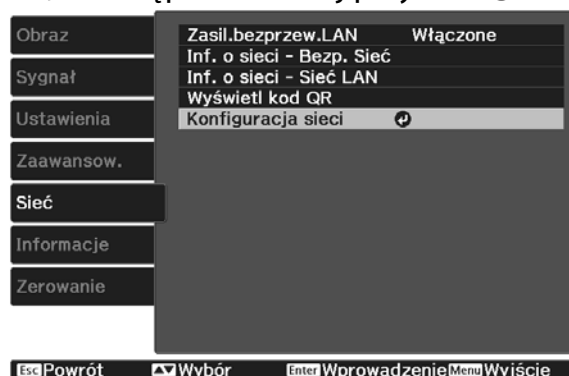 Obraz
Sygnał
Ustawienia
Zaawansow.
Sieć
Informacje
Zerowanie
Zasil.bezprzew.LAN Włączone
Inf. o sieci - Bezp. Sieć
Inf. o sieci - Sieć LAN
Wyświetl kod QR
Konfiguracja sieci
Esc Powrót Wybór Enter Wprowadzenie Menu Wyjście